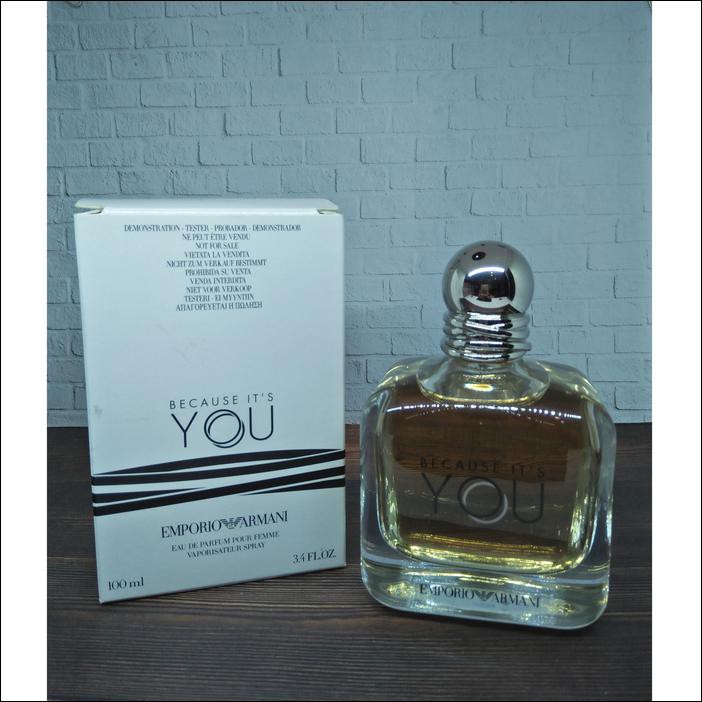 DEMONSTRATION - TESTER - PROBADOR - DEMONSTRADOR
NE PEUT ÊTRE VENDU
NOT FOR SALE
VIETATA LA VENDITA
NICHT ZUM VERKAUF BESTIMMT
PROHIBIDA SU VENTA
VENDA INTERDITA
NIET VOOR VERKOOP
TESTERI - EI MYYNTIIN
ΑΠΑΓΟΡΕΥΕΤΑΙ Η ΠΩΛΗΣΗ
BECAUSE IT'S
YOU
EMPORIO ARMANI
EAU DE PARFUM POUR FEMME
VAPORISATEUR SPRAY
100 ml
3.4 FL.OZ.
BECAUSE IT'S
YOU
EMPORIO ARMANI